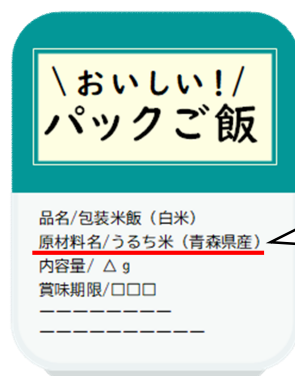 \おいしい!/
パックご飯
品名/包装米飯（白米）
原材料名/うるち米（青森県産）
内容量/ △ g
賞味期限/□□□
ーーーーーーーー
ーーーーーーーーーー